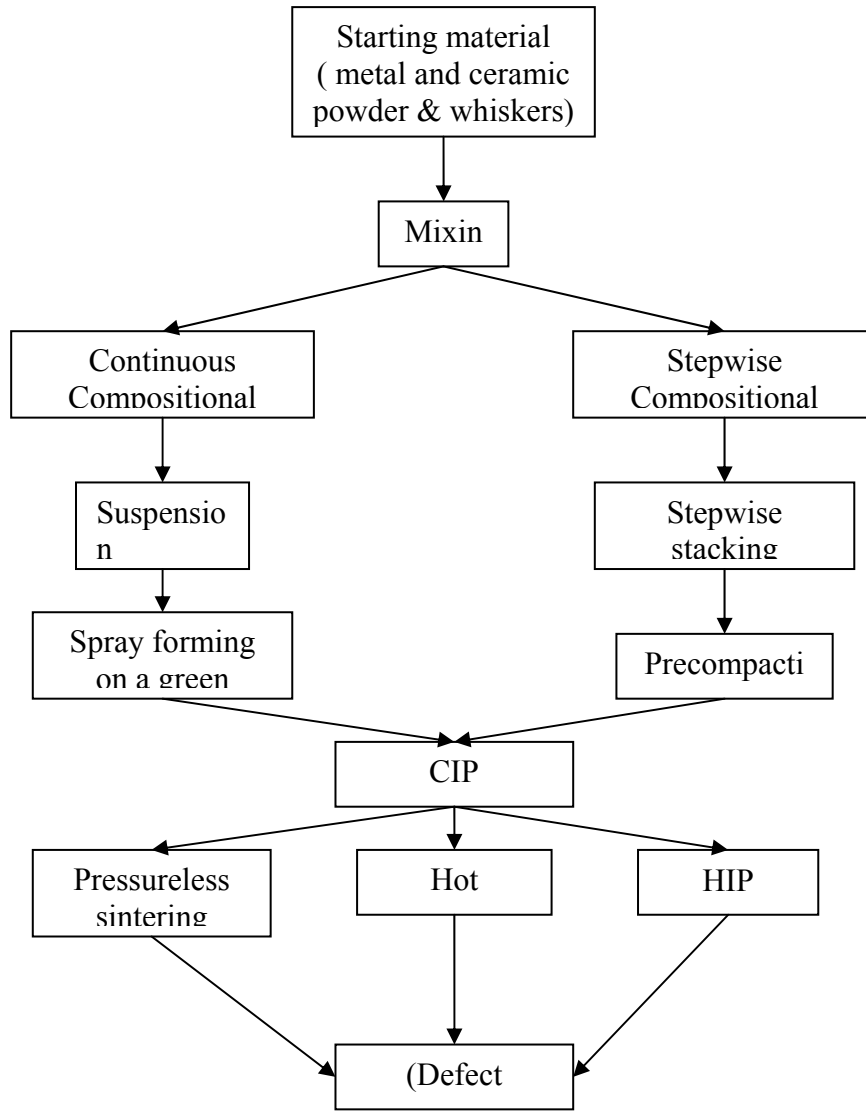 Starting material
( metal and ceramic
powder & whiskers)
Mixin
Continuous
Compositional
Stepwise
Compositional
Suspensio
n
Stepwise
stacking
Spray forming
on a green
Precompacti
CIP
Pressureless
sintering
Hot
HIP
(Defect